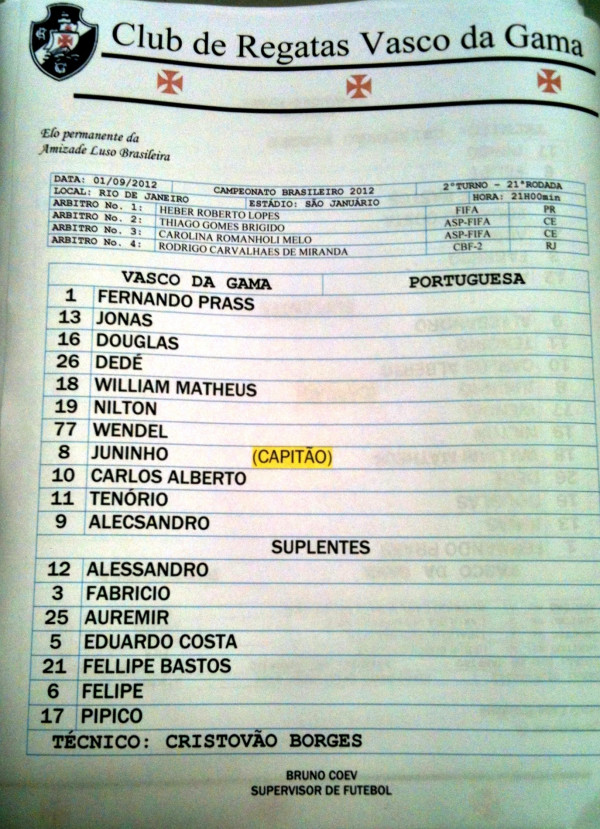 Club de Regatas Vasco da Gama
Elo permanente da
Amizade Luso Brasileira
DATA: 01/09/2012 CAMPEONATO BRASILEIRO 2012 2ºTURNO - 21ªRODADA
LOCAL: RIO DE JANEIRO ESTÁDIO: SÃO JANUÁRIO HORA: 21H00min
ARBITRO No. 1: HEBER ROBERTO LOPES FIFA PR
ARBITRO No. 2: THIAGO GOMES BRIGIDO ASP-FIFA CE
ARBITRO No. 3: CAROLINA ROMANHOLI MELO ASP-FIFA CE
ARBITRO No. 4: RODRIGO CARVALHAES DE MIRANDA CBF-2 RJ
VASCO DA GAMA PORTUGUESA
1 FERNANDO PRASS
13 JONAS
16 DOUGLAS
26 DEDÉ
18 WILLIAM MATHEUS
19 NILTON
77 WENDEL
8 JUNINHO (CAPITÃO)
10 CARLOS ALBERTO
11 TENÓRIO
9 ALECSANDRO
SUPLENTES
12 ALESSANDRO
3 FABRICIO
25 AUREMIR
5 EDUARDO COSTA
21 FELLIPE BASTOS
6 FELIPE
17 PIPICO
TÉCNICO: CRISTOVÃO BORGES
BRUNO COEV
SUPERVISOR DE FUTEBOL